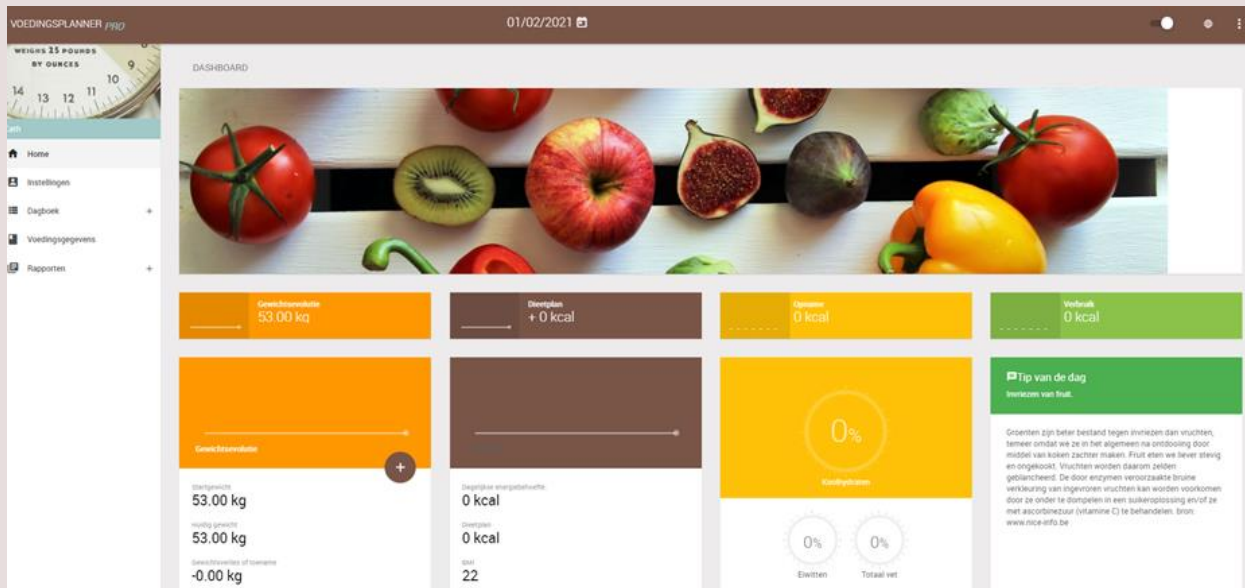 VOEDINGSPLANNER PRO
01/02/2021
WEIGHS 25 POUNDS
BY OUNCES
8
9
10
11
12
13
14
DASHBOARD
Home
Instellingen
Dagboek +
Voedingsgegevens
Rapporten +
Gewichtsevolutie
53.00 kg
Dieetplan
+ 0 kcal
Opname
0 kcal
Verbruik
0 kcal
Gewichtsevolutie
+
Startgewicht
53.00 kg
Huidig gewicht
53.00 kg
Gewichtsverlies of toename
-0.00 kg
Dagelijkse energiebehoefte
0 kcal
Dieetplan
0 kcal
BMI
22
0%
Koolhydraten
0%
Eiwitten
0%
Totaal vet
Tip van de dag
Invriezen van fruit.
Groenten zijn beter bestand tegen invriezen dan vruchten,
temeer omdat we ze in het algemeen na ontdooiing door
middel van koken zachter maken. Fruit eten we liever stevig
en ongekookt. Vruchten worden daarom zelden
geblancheerd. De door enzymen veroorzaakte bruine
verkleuring van ingevroren vruchten kan worden voorkomen
door ze onder te dompelen in een suikeroplossing en/of ze
met ascorbinezuur (vitamine C) te behandelen. bron:
www.nice-info.be